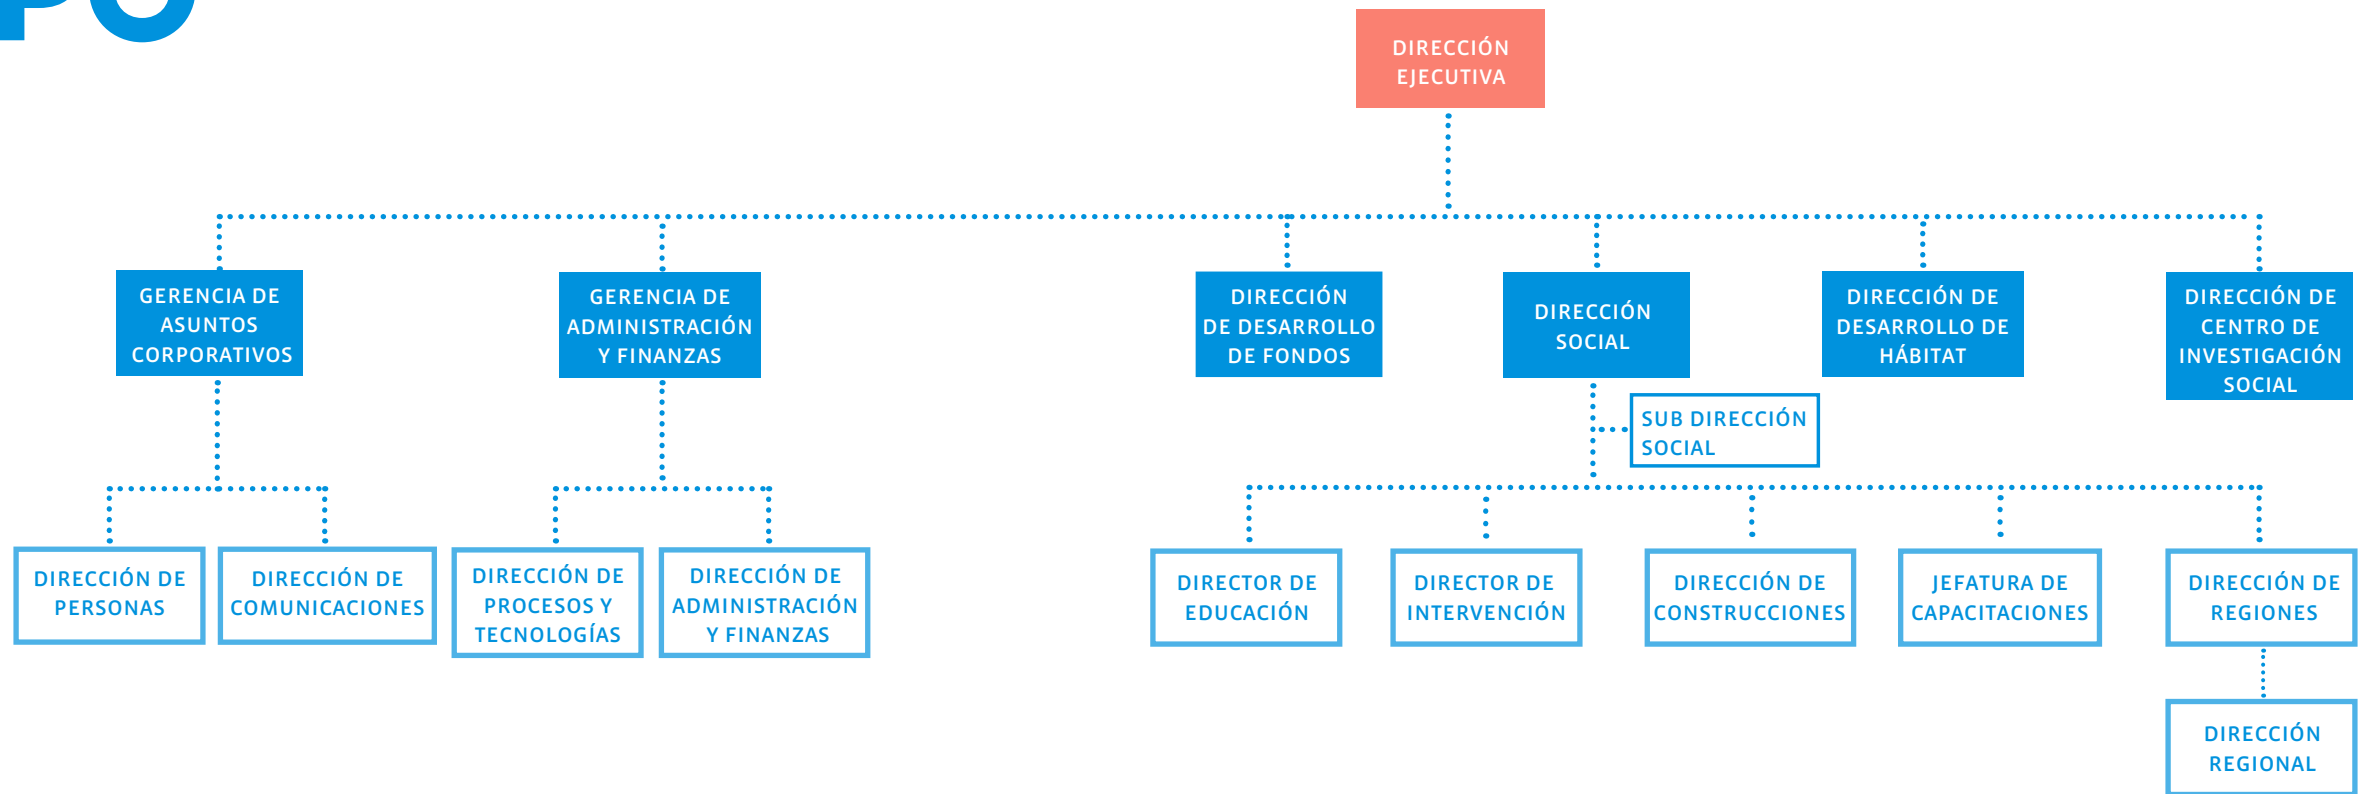 DIRECCIÓN
EJECUTIVA
GERENCIA DE
ASUNTOS
CORPORATIVOS
GERENCIA DE
ADMINISTRACIÓN
Y FINANZAS
DIRECCIÓN
DE DESARROLLO
DE FONDOS
DIRECCIÓN
SOCIAL
DIRECCIÓN DE
DESARROLLO DE
HÁBITAT
DIRECCIÓN DE
CENTRO DE
INVESTIGACIÓN
SOCIAL
SUB DIRECCIÓN
SOCIAL
DIRECCIÓN DE
PERSONAS
DIRECCIÓN DE
COMUNICACIONES
DIRECCIÓN DE
PROCESOS Y
TECNOLOGÍAS
DIRECCIÓN DE
ADMINISTRACIÓN
Y FINANZAS
DIRECTOR DE
EDUCACIÓN
DIRECTOR DE
INTERVENCIÓN
DIRECCIÓN DE
CONSTRUCCIONES
JEFATURA DE
CAPACITACIONES
DIRECCIÓN DE
REGIONES
DIRECCIÓN
REGIONAL